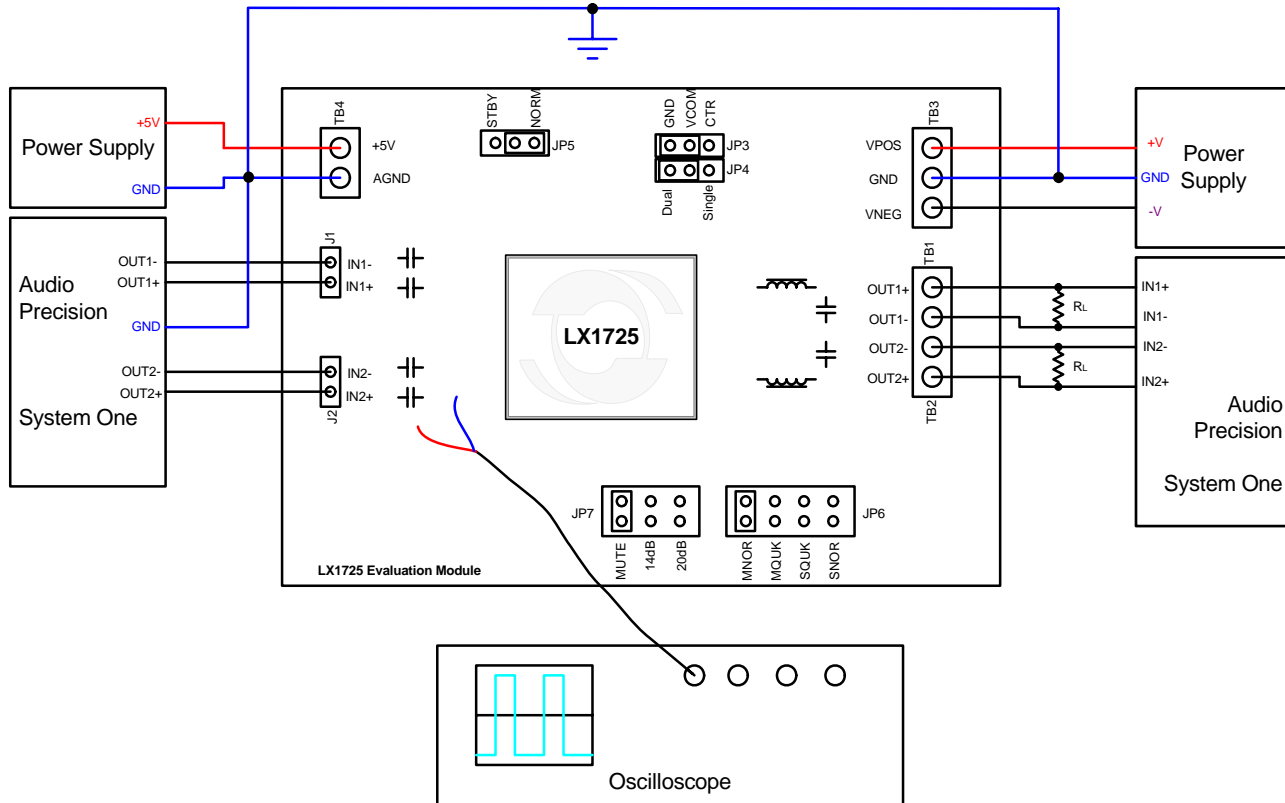 +5V
Power Supply
GND
OUT1-
Audio
OUT1+
Precision
GND
OUT2-
OUT2+
System One
TB4
+5V
AGND
J1
IN1-
IN1+
IN2-
IN2+
J2
STBY
NORM
JP5
GND
VCOM
CTR
JP3
JP4
Dual
Single
TB3
VPOS
GND
VNEG
TB1
OUT1+
OUT1-
OUT2-
OUT2+
TB2
LX1725
+V
Power
GND
Supply
-V
RL
RL
IN1+
IN1-
IN2-
IN2+
Audio
Precision
System One
JP7
MUTE
14dB
20dB
JP6
MNOR
MQUK
SQUK
SNOR
LX1725 Evaluation Module
Oscilloscope